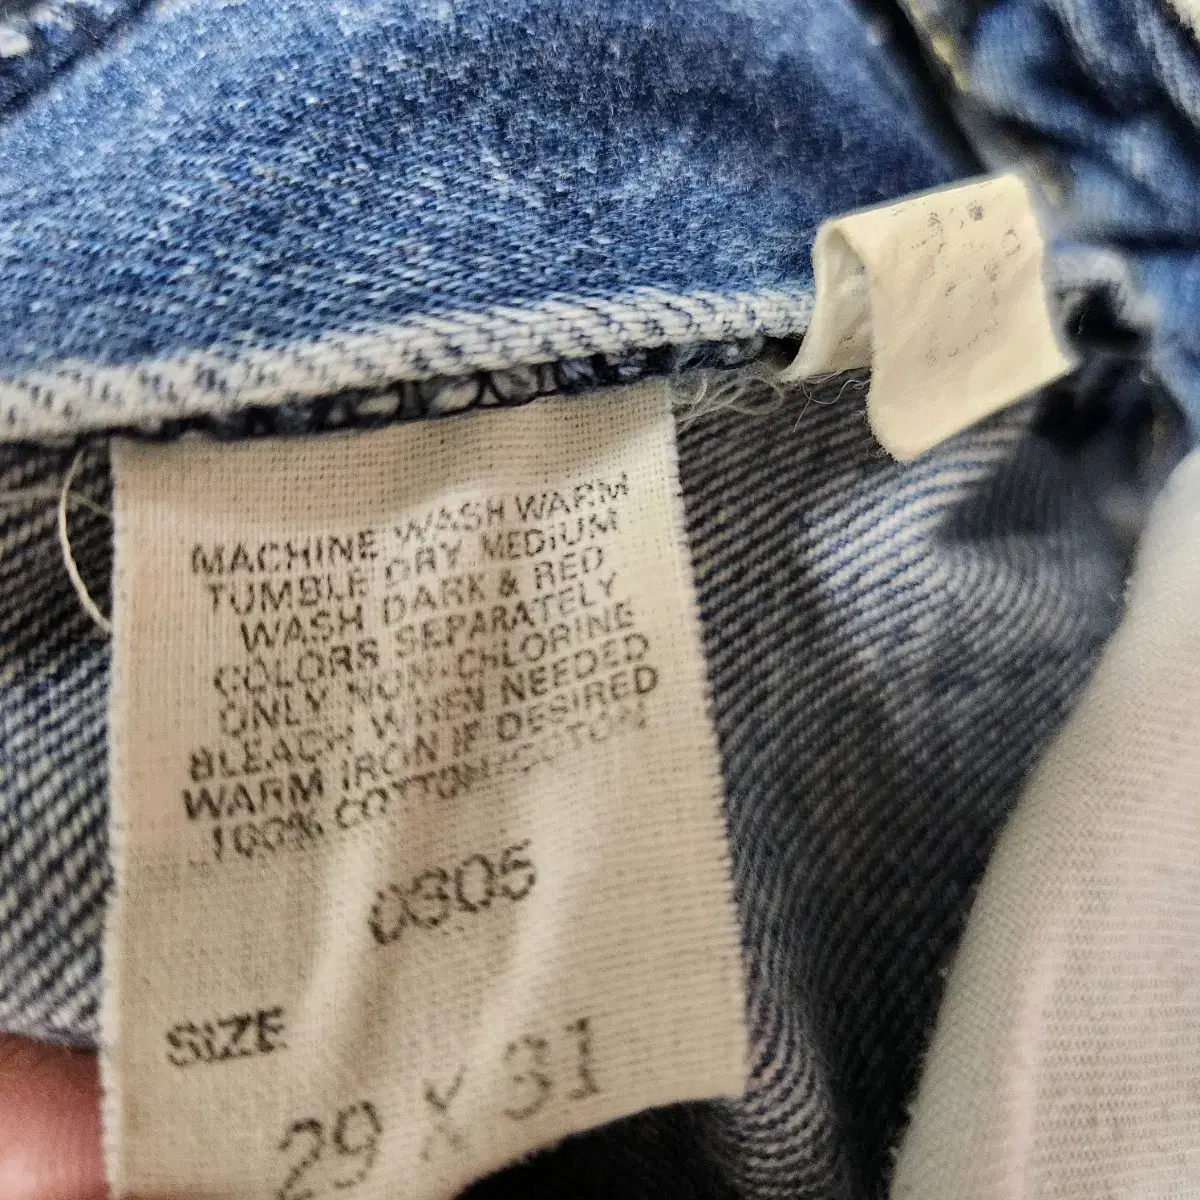 MACHINE WASH WARM
TUMBLE DRY MEDIUM
WASH DARK & RED
COLORS SEPARATELY
ONLY NON-CHLORINE
BLEACH WHEN NEEDED
WARM IRON IF DESIRED
100% COTTON/COTON
0305
SIZE
29 X 31